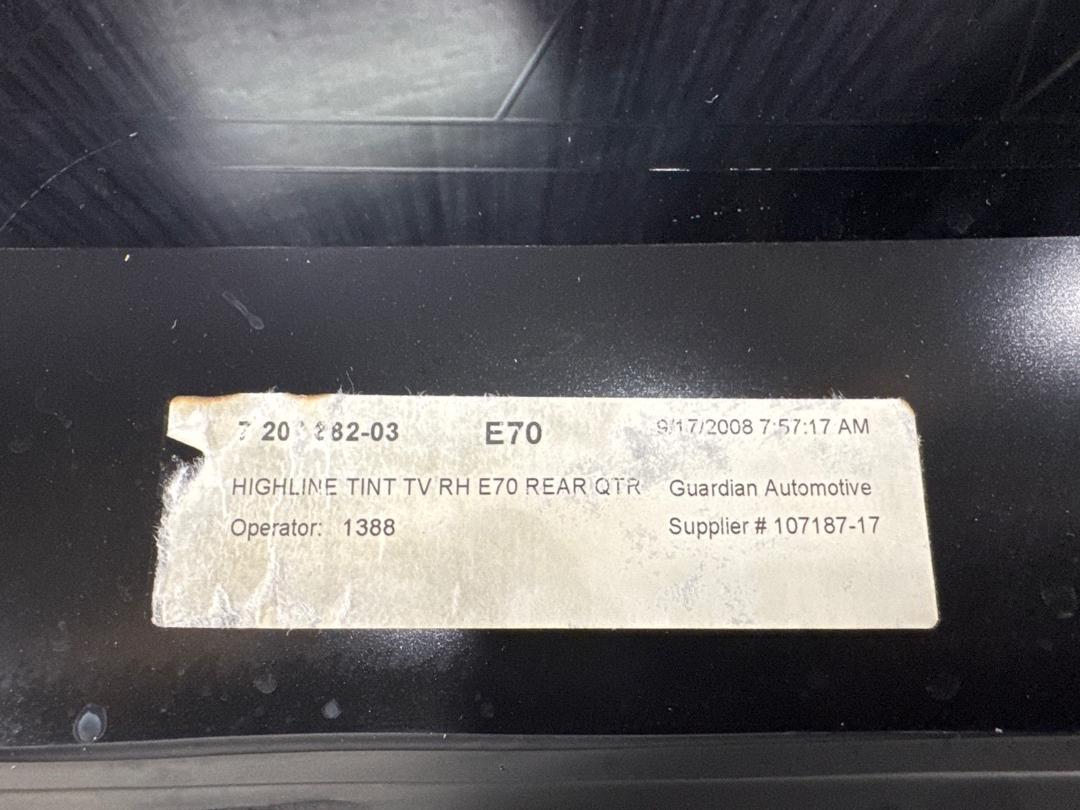 E70 9/17/2008 7:57:17 AM
HIGHLINE TINT TV RH E70 REAR QTR Guardian Automotive
Operator: 1388 Supplier # 107187-17